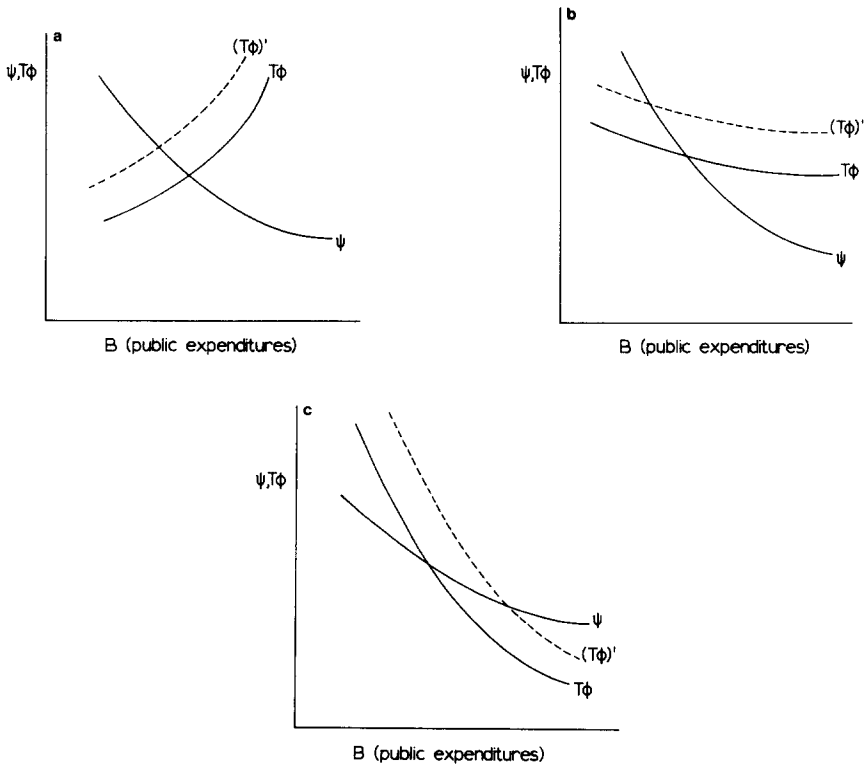 a
ψ,Tϕ
(Tϕ)'
Tϕ
ψ
B (public expenditures)
b
ψ,Tϕ
(Tϕ)'
Tϕ
ψ
B (public expenditures)
c
ψ,Tϕ
ψ
(Tϕ)'
Tϕ
B (public expenditures)